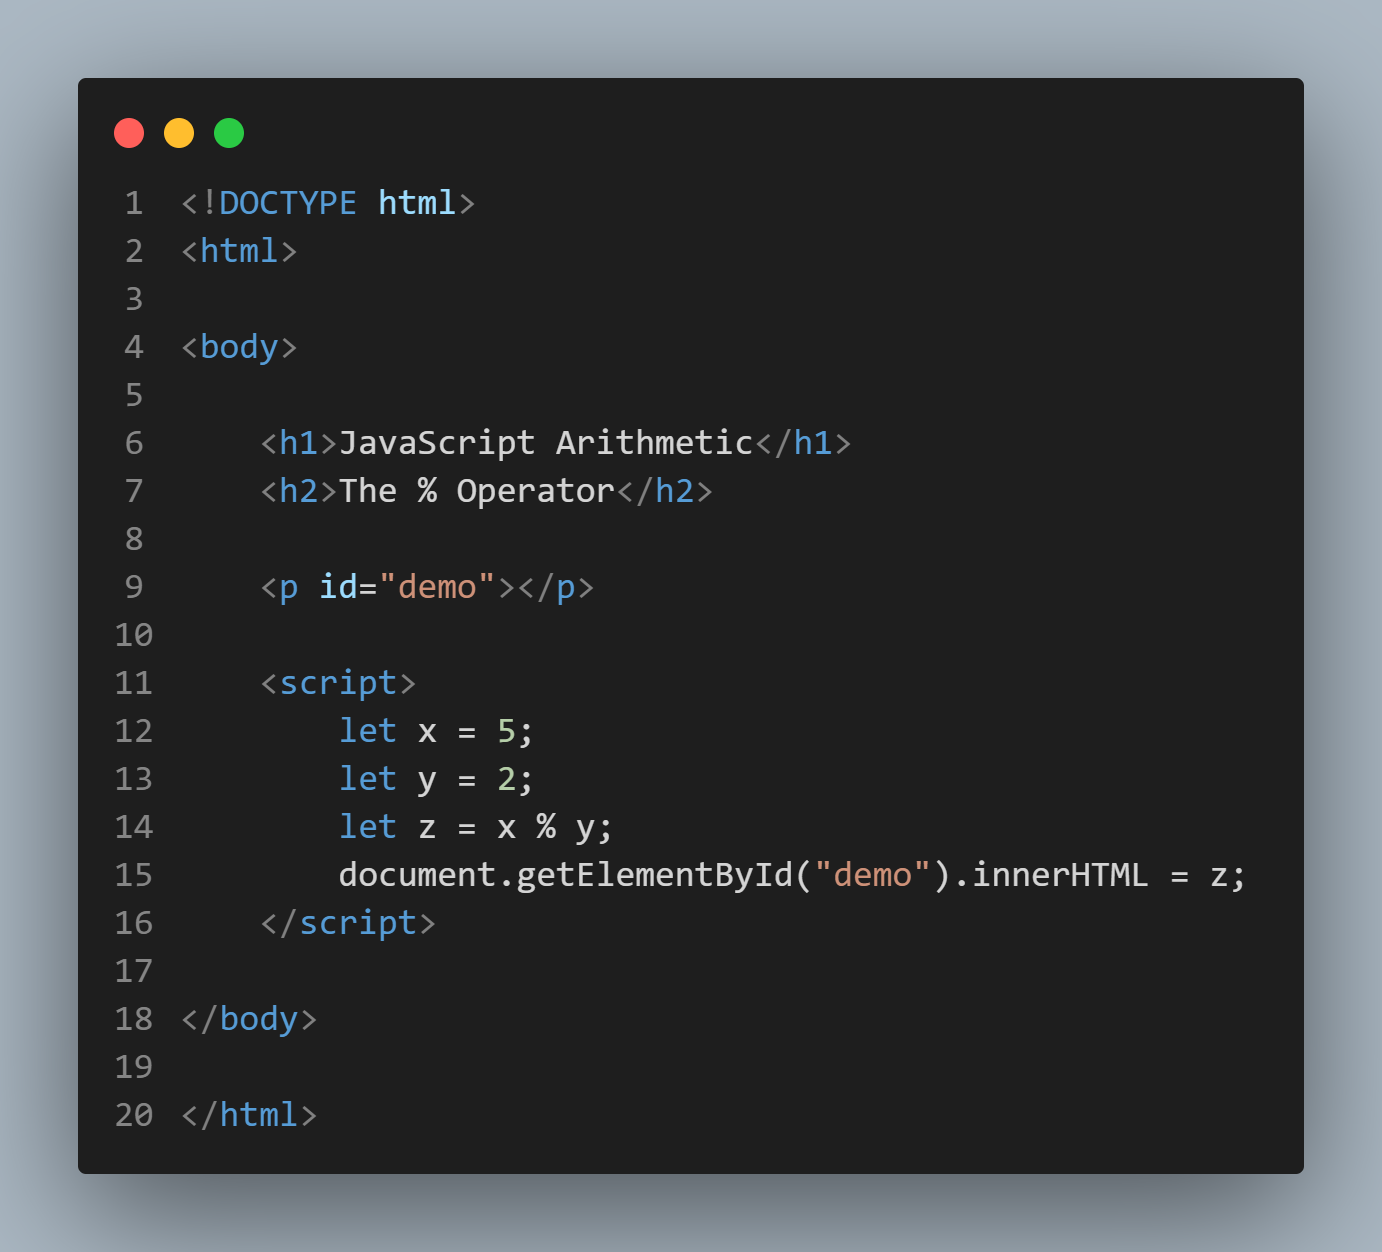 1 <!DOCTYPE html>
2 <html>
3
4 <body>
5
6     <h1>JavaScript Arithmetic</h1>
7     <h2>The % Operator</h2>
8
9     <p id="demo"></p>
10
11     <script>
12         let x = 5;
13         let y = 2;
14         let z = x % y;
15         document.getElementById("demo").innerHTML = z;
16     </script>
17
18 </body>
19
20 </html>